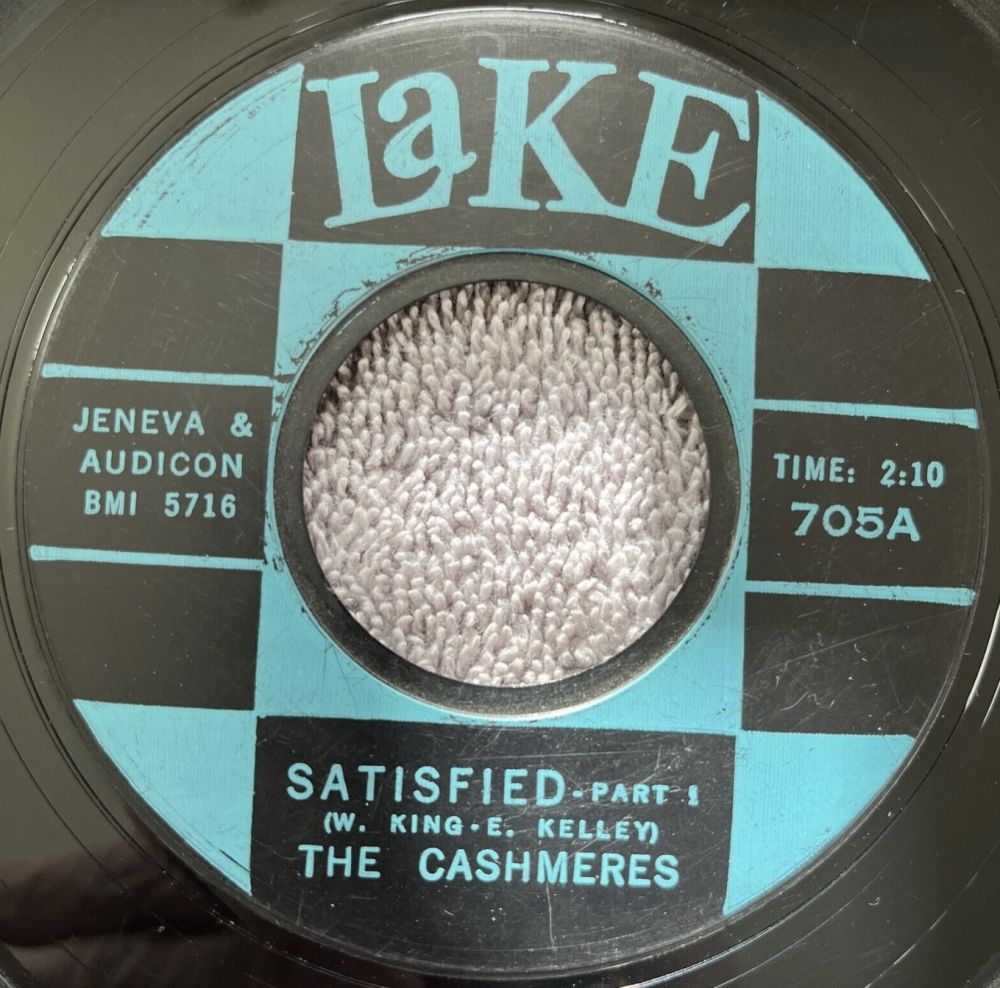 LaKE
JENEVA &
AUDICON
BMI 5716
TIME: 2:10
705A
SATISFIED - PART 1
(W. KING • E. KELLEY)
THE CASHMERES